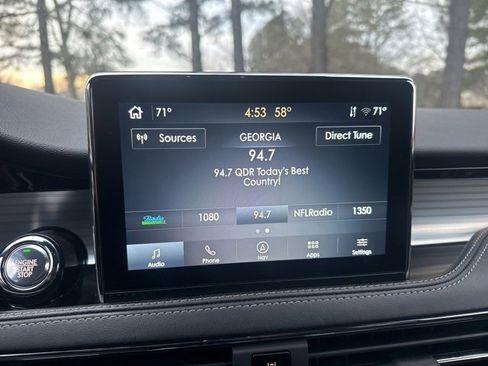 71°
4:53 58°
71°
Sources
GEORGIA
Direct Tune
94.7
94.7 QDR Today's Best
Country!
1080
94.7
NFLRadio
1350
Audio
Phone
Nav
Apps
Settings
ENGINE
START
STOP